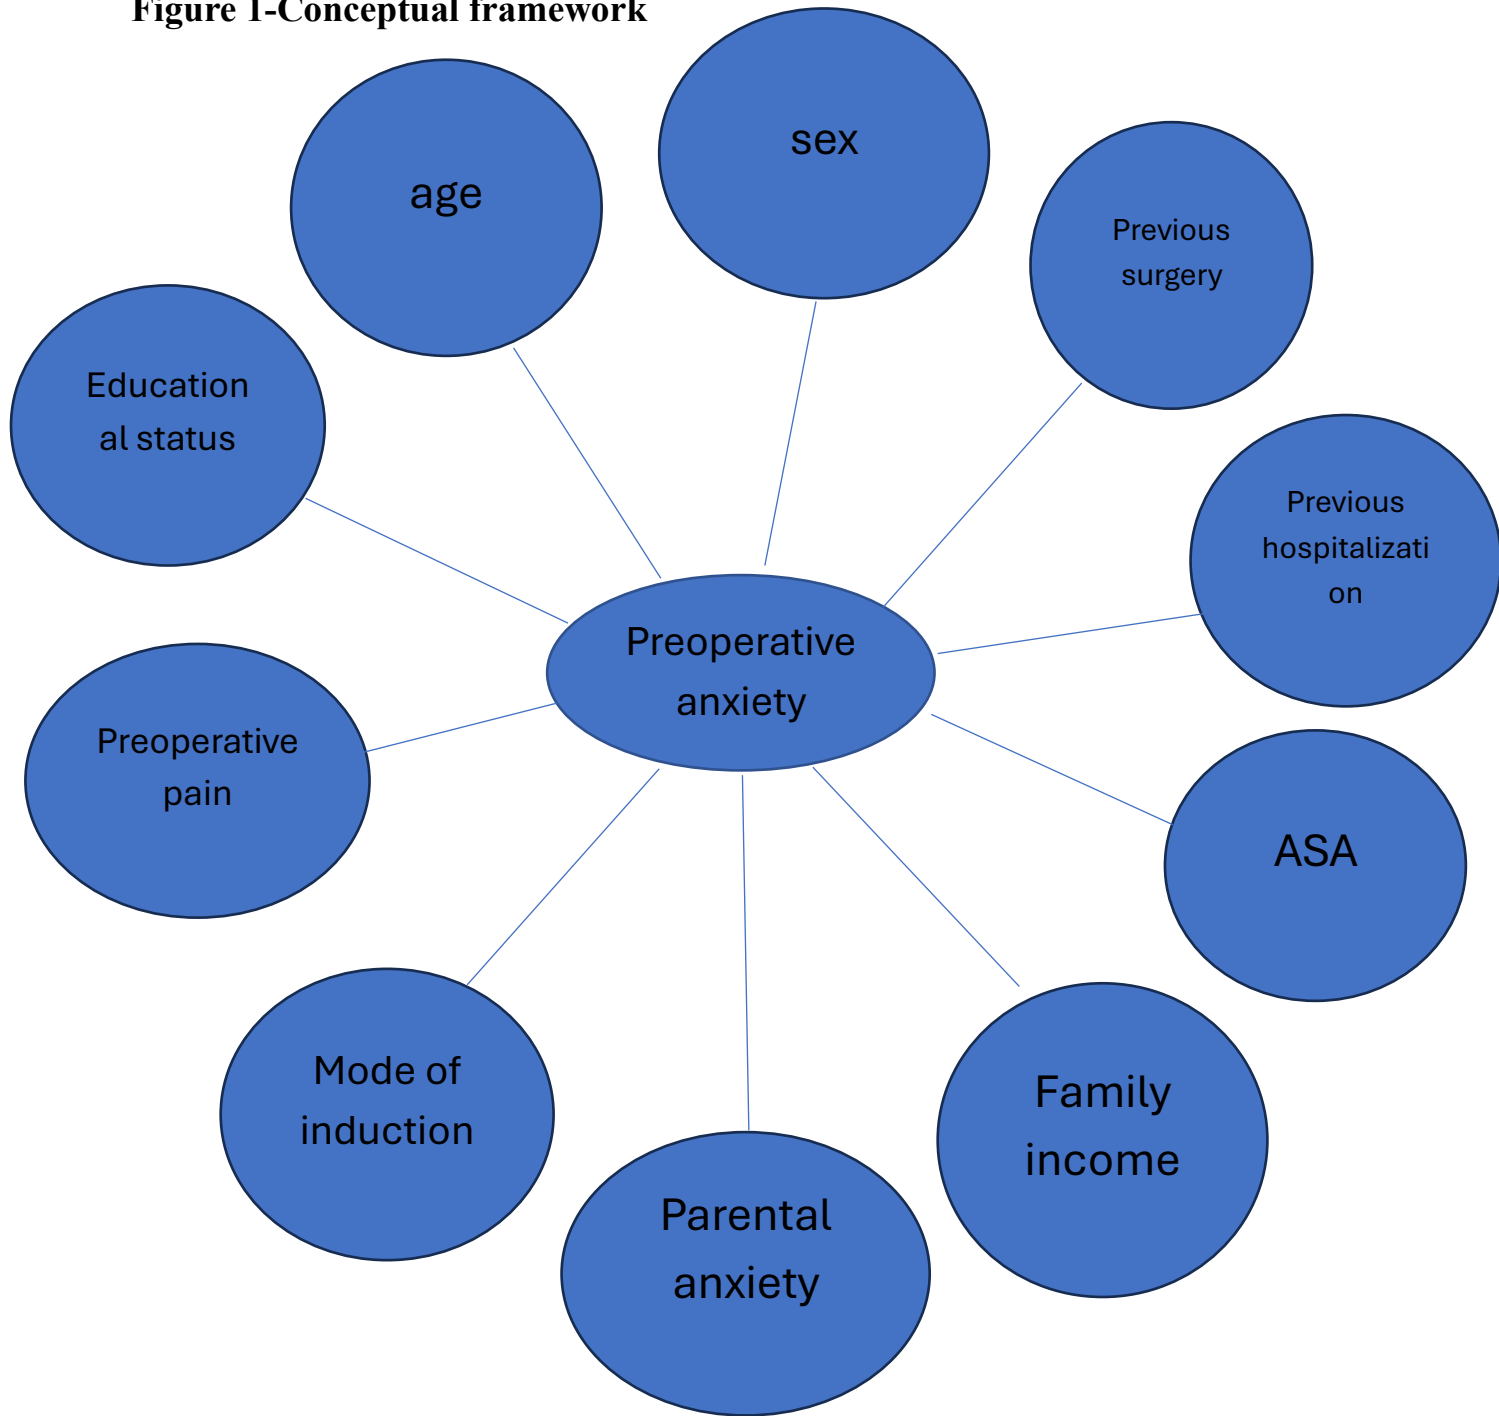 Figure 1-Conceptual framework
sex
age
Previous
surgery
Education
al status
Previous
hospitalizati
on
Preoperative
anxiety
Preoperative
pain
ASA
Mode of
induction
Family
income
Parental
anxiety